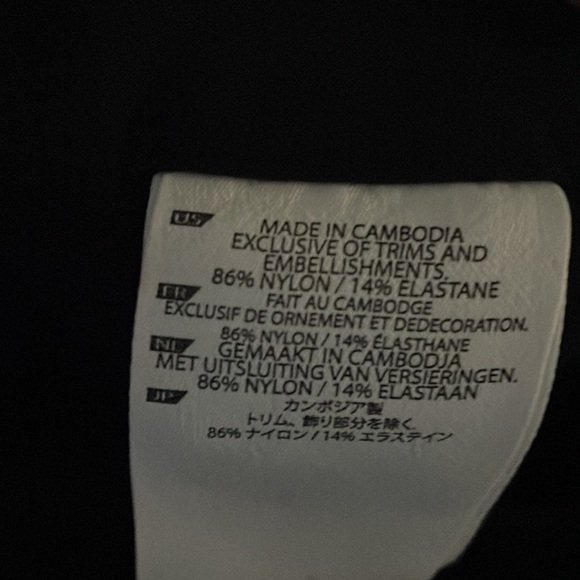 US MADE IN CAMBODIA
EXCLUSIVE OF TRIMS AND
EMBELLISHMENTS.
86% NYLON / 14% ELASTANE
FR FAIT AU CAMBODGE
EXCLUSIF DE ORNEMENT ET DEDECORATION.
86% NYLON / 14% ÉLASTHANE
NL GEMAAKT IN CAMBODJA
MET UITSLUITING VAN VERSIERINGEN.
86% NYLON / 14% ELASTAAN
JP カンボジア製
トリム、飾り部分を除く
86% ナイロン / 14% エラステイン